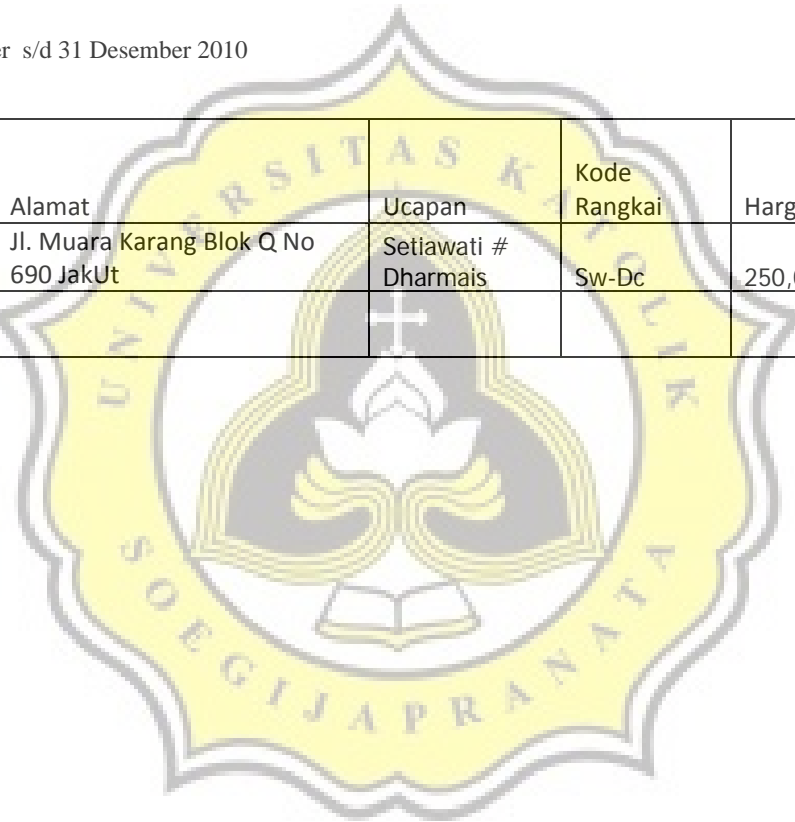 er s/d 31 Desember 2010
Alamat Ucapan Kode Rangkai Harg
Jl. Muara Karang Blok Q No 690 JakUt Setiawati # Dharmais Sw-Dc 250,
UNIVERSITAS KATOLIK
SOEGIJAPRANATA